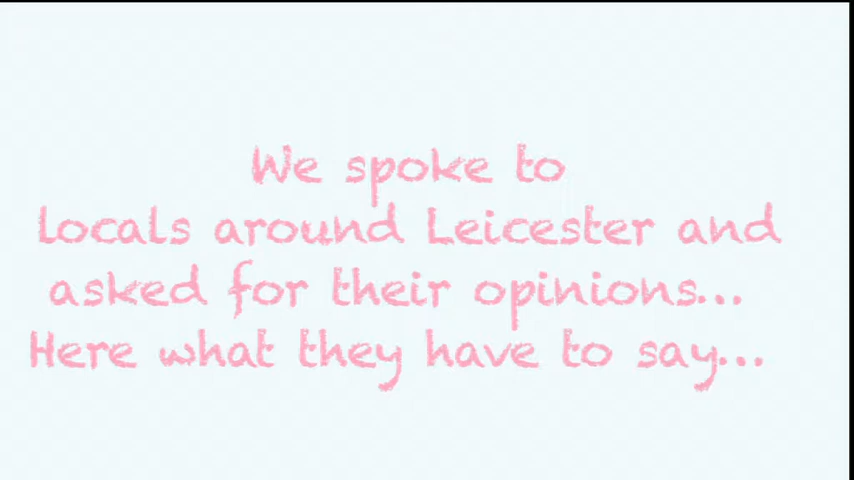 We spoke to
locals around Leicester and
asked for their opinions...
Here what they have to say...